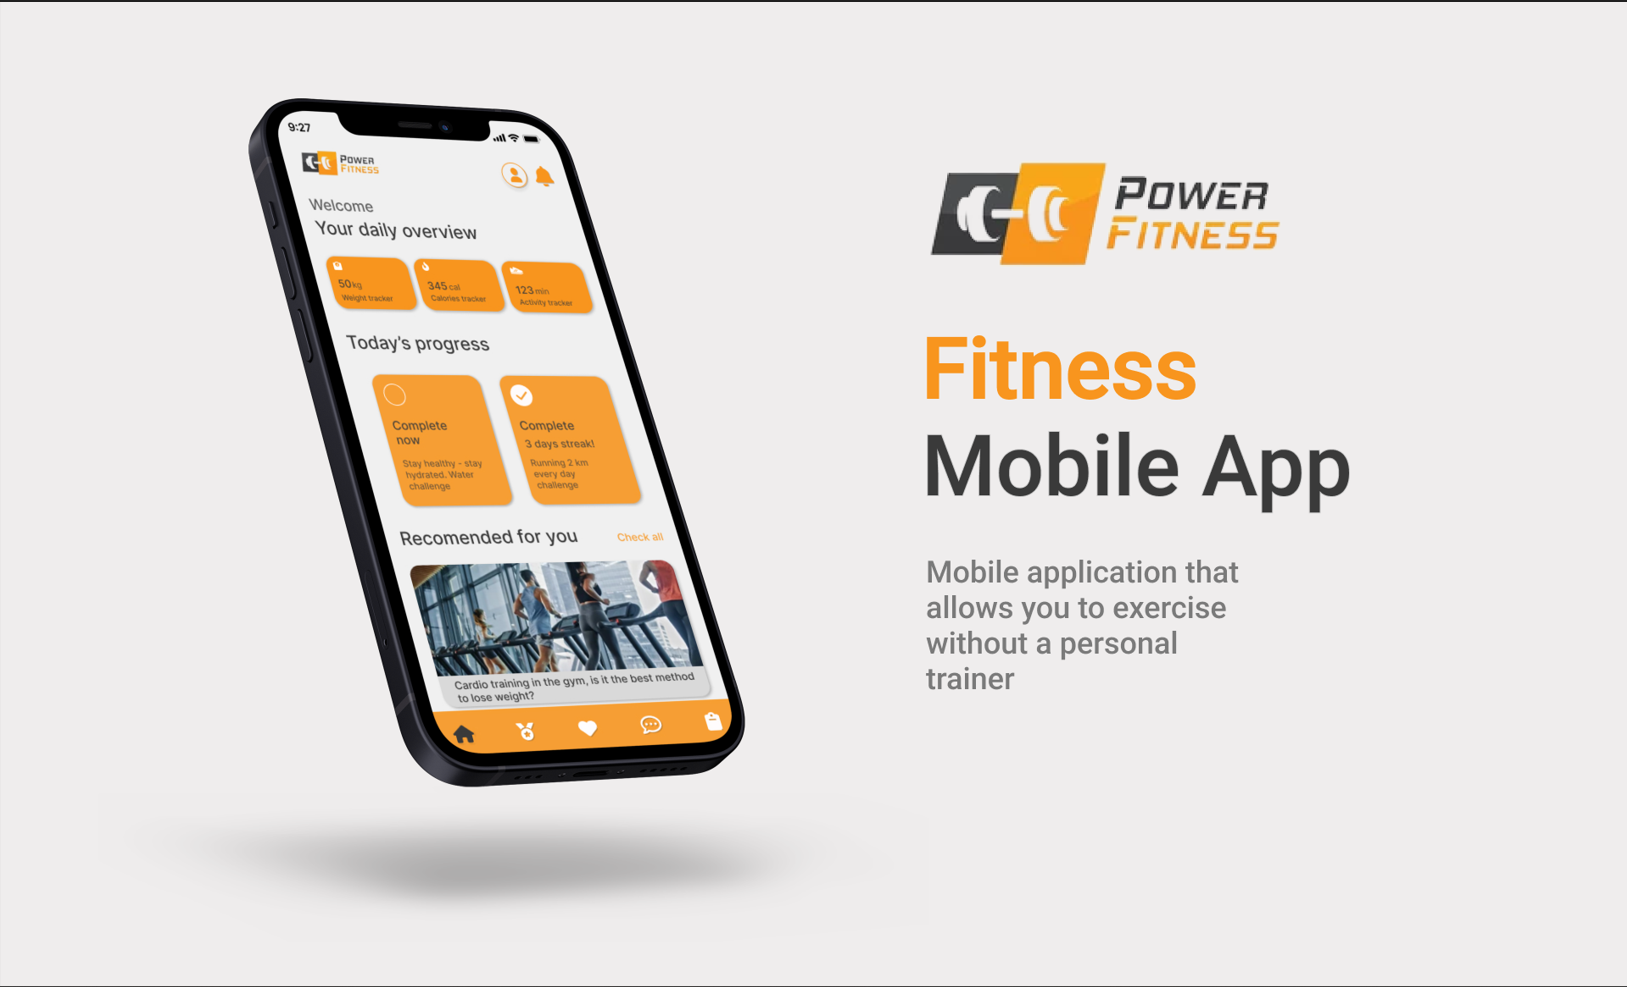 9:27
POWER
FITNESS
Welcome
Your daily overview
50 kg
Weight tracker
345 cal
Calories tracker
123 min
Activity tracker
Today's progress
Complete
now
Stay healthy - stay
hydrated. Water
challenge
Complete
3 days streak!
Running 2 km
every day
challenge
Recomended for you
Check all
Cardio training in the gym, is it the best method
to lose weight?
POWER
FITNESS
Fitness
Mobile App
Mobile application that
allows you to exercise
without a personal
trainer